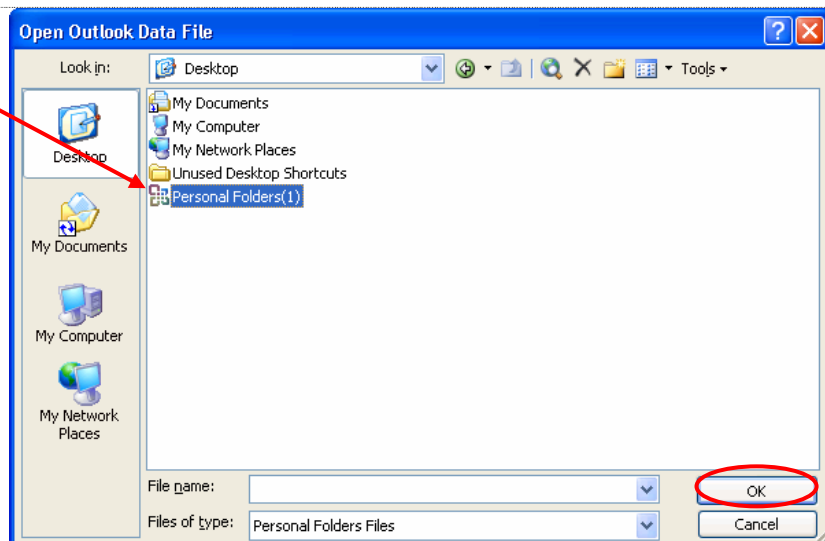 Open Outlook Data File
Look in: Desktop Tools
My Documents
My Computer
My Network Places
Unused Desktop Shortcuts
Personal Folders(1)
Desktop
My Documents
My Computer
My Network
Places
File name:
OK
Files of type: Personal Folders Files
Cancel